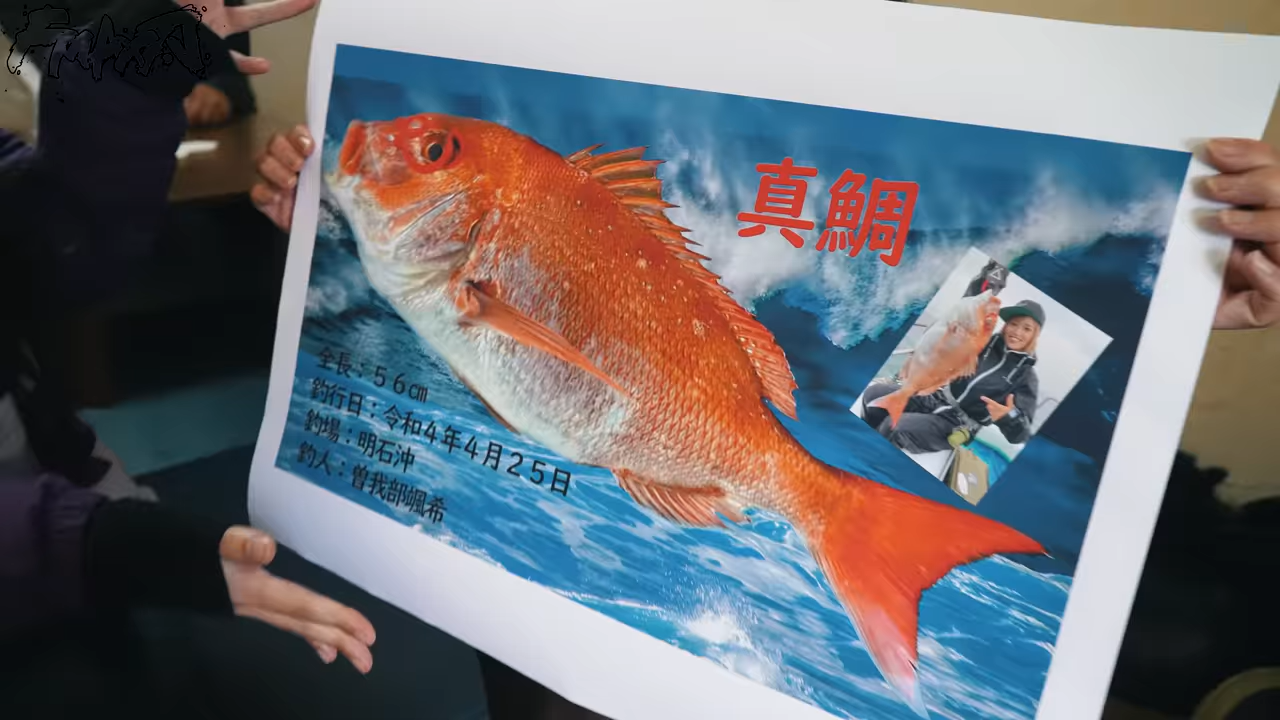 真鯛
全長：５６㎝
釣行日：令和４年４月２５日
釣場：明石沖
釣人：曽我部颯希